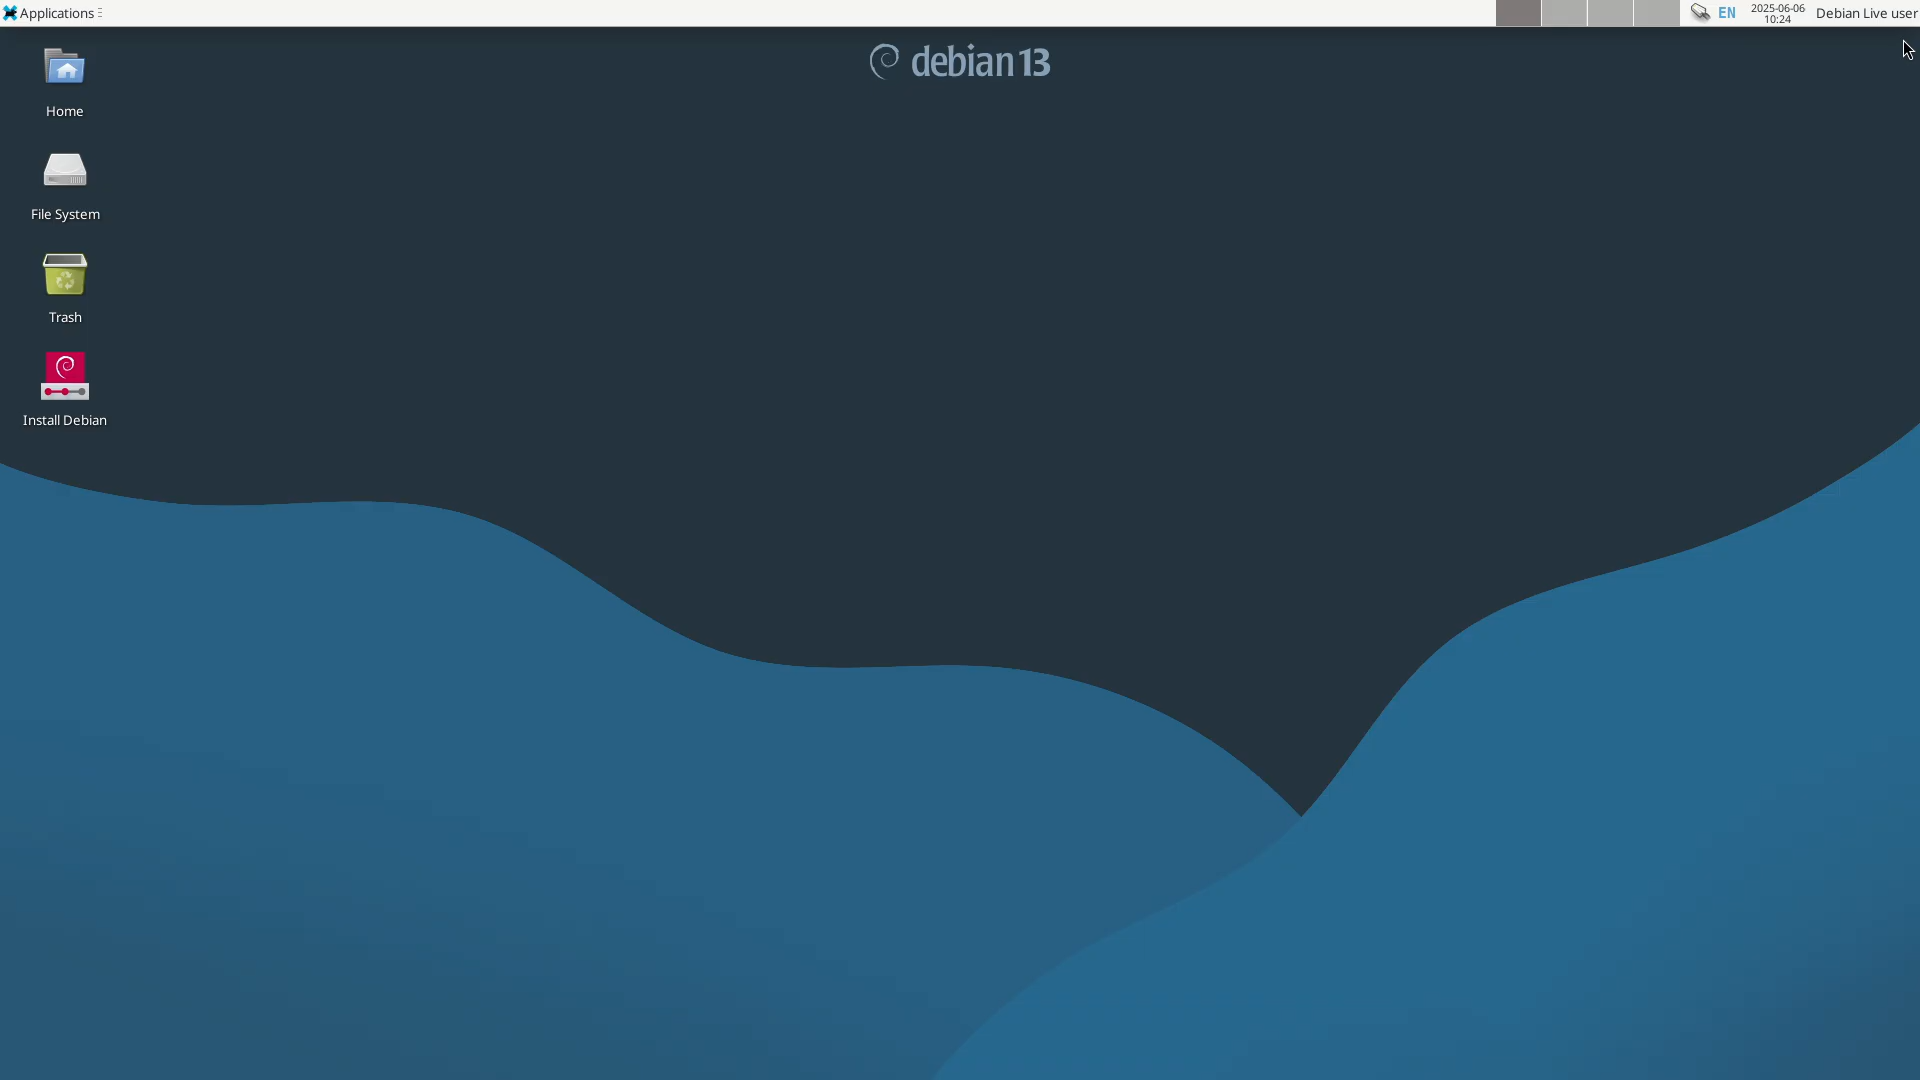 Applications
EN
2025-06-06
10:24
Debian Live user
debian 13
Home
File System
Trash
Install Debian